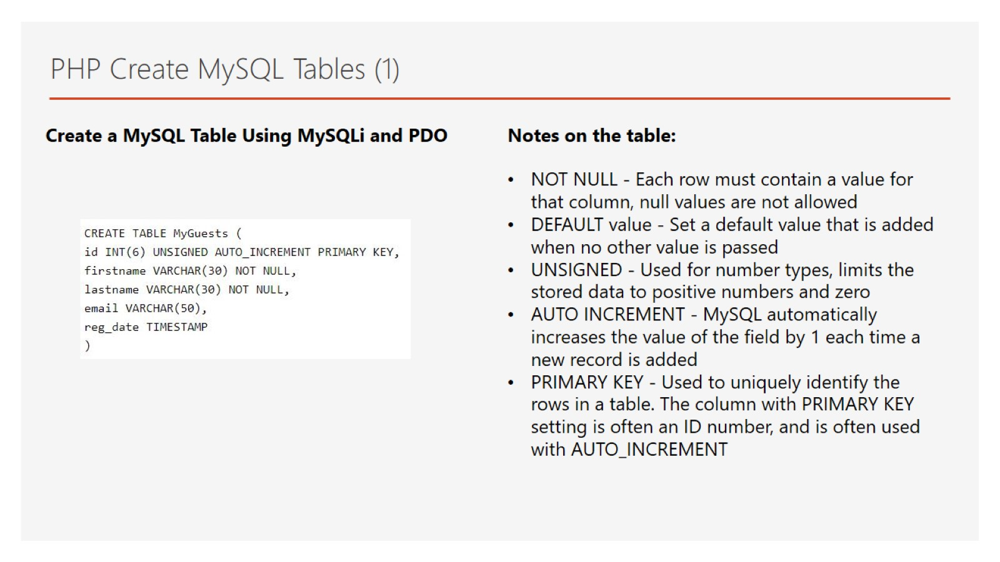 PHP Create MySQL Tables (1)
Create a MySQL Table Using MySQLi and PDO
CREATE TABLE MyGuests (
id INT(6) UNSIGNED AUTO_INCREMENT PRIMARY KEY,
firstname VARCHAR(30) NOT NULL,
lastname VARCHAR(30) NOT NULL,
email VARCHAR(50),
reg_date TIMESTAMP
)
Notes on the table:
• NOT NULL - Each row must contain a value for
that column, null values are not allowed
• DEFAULT value - Set a default value that is added
when no other value is passed
• UNSIGNED - Used for number types, limits the
stored data to positive numbers and zero
• AUTO INCREMENT - MySQL automatically
increases the value of the field by 1 each time a
new record is added
• PRIMARY KEY - Used to uniquely identify the
rows in a table. The column with PRIMARY KEY
setting is often an ID number, and is often used
with AUTO_INCREMENT